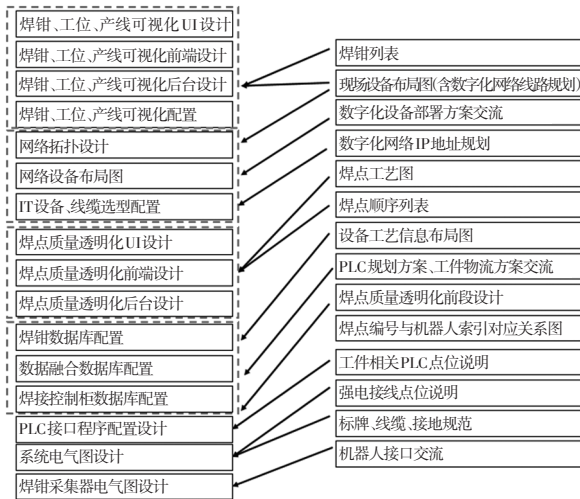 焊钳、工位、产线可视化UI设计
焊钳、工位、产线可视化前端设计
焊钳、工位、产线可视化后台设计
焊钳、工位、产线可视化配置
网络拓扑设计
网络设备布局图
IT设备、线缆选型配置
焊点质量透明化UI设计
焊点质量透明化前端设计
焊点质量透明化后台设计
焊钳数据库配置
数据融合数据库配置
焊接控制柜数据库配置
PLC接口程序配置设计
系统电气图设计
焊钳采集器电气图设计
焊钳列表
现场设备布局图(含数字化网络线路规划)
数字化设备部署方案交流
数字化网络IP地址规划
焊点工艺图
焊点顺序列表
设备工艺信息布局图
PLC规划方案、工件物流方案交流
焊点质量透明化前段设计
焊点编号与机器人索引对应关系图
工件相关PLC点位说明
强电接线点位说明
标牌、线缆、接地规范
机器人接口交流